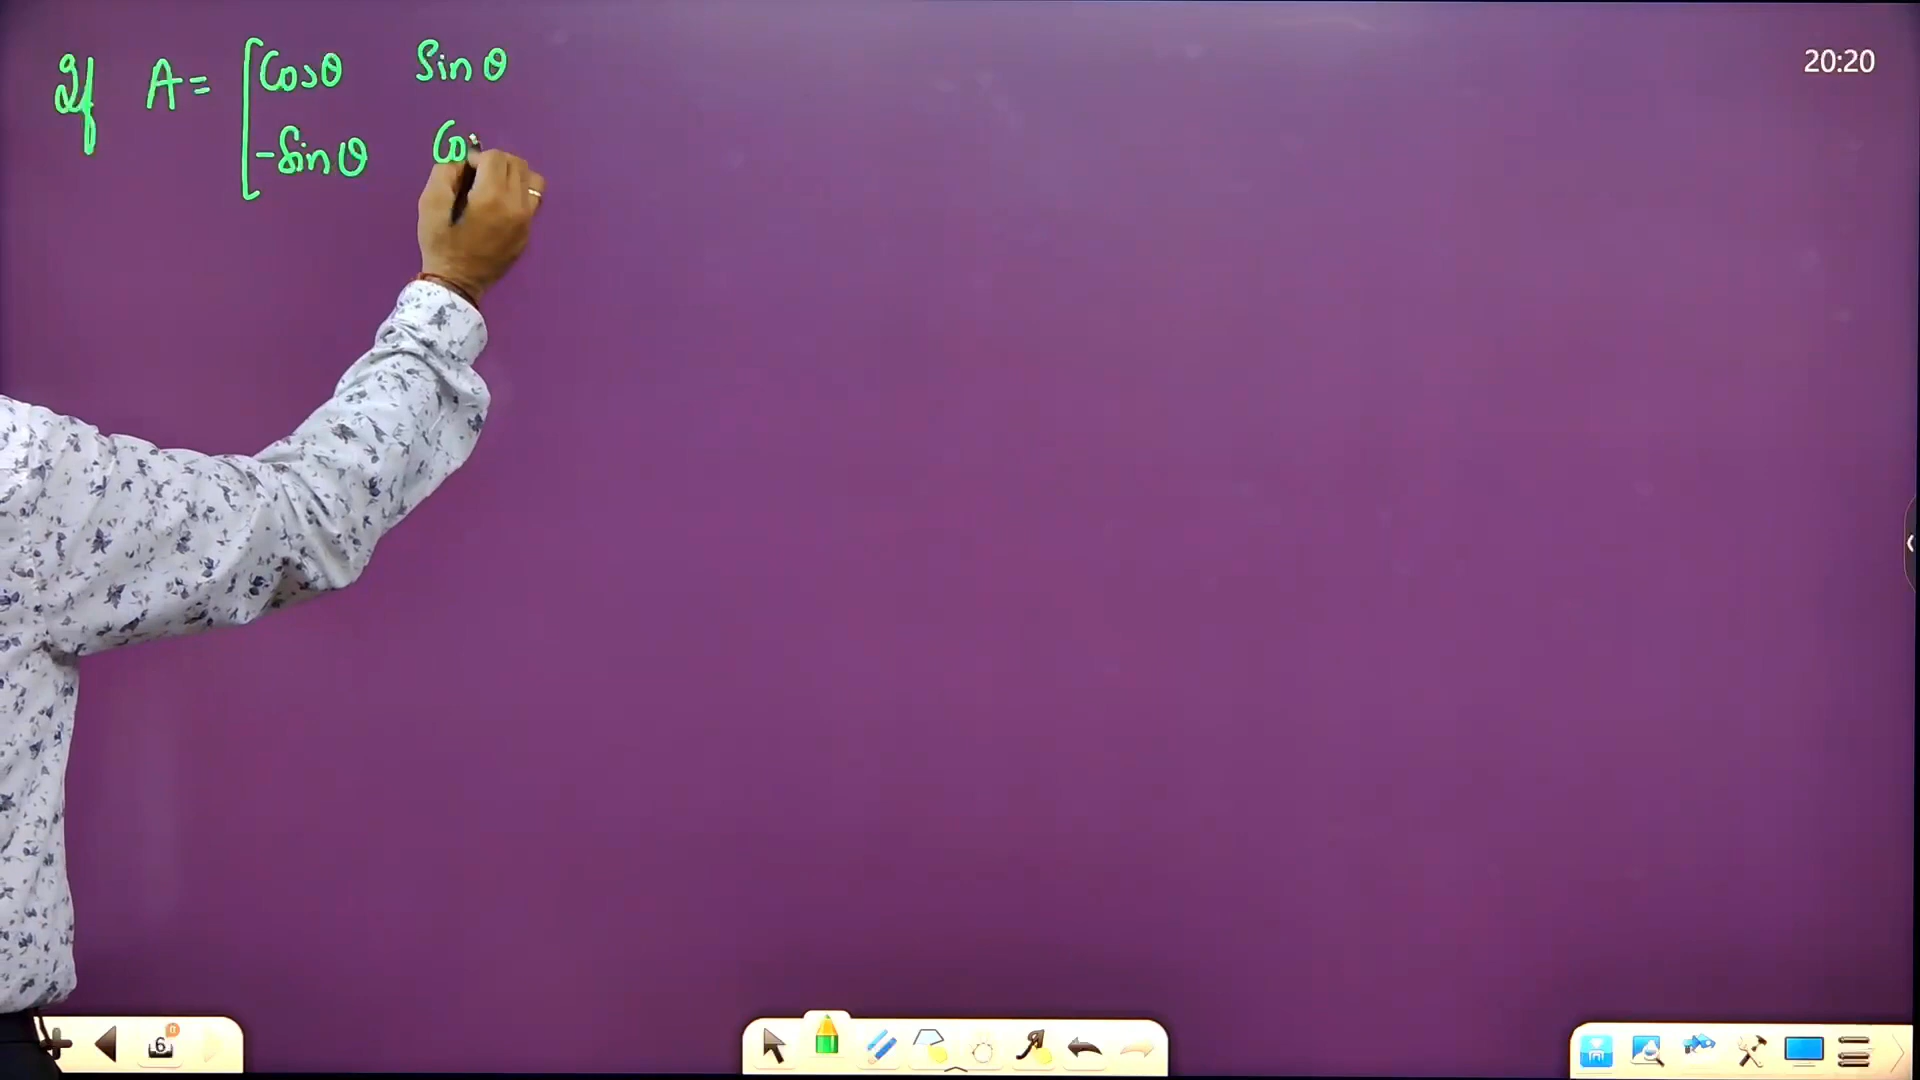 If A = [Cosθ Sinθ
-Sinθ Co
20:20
6